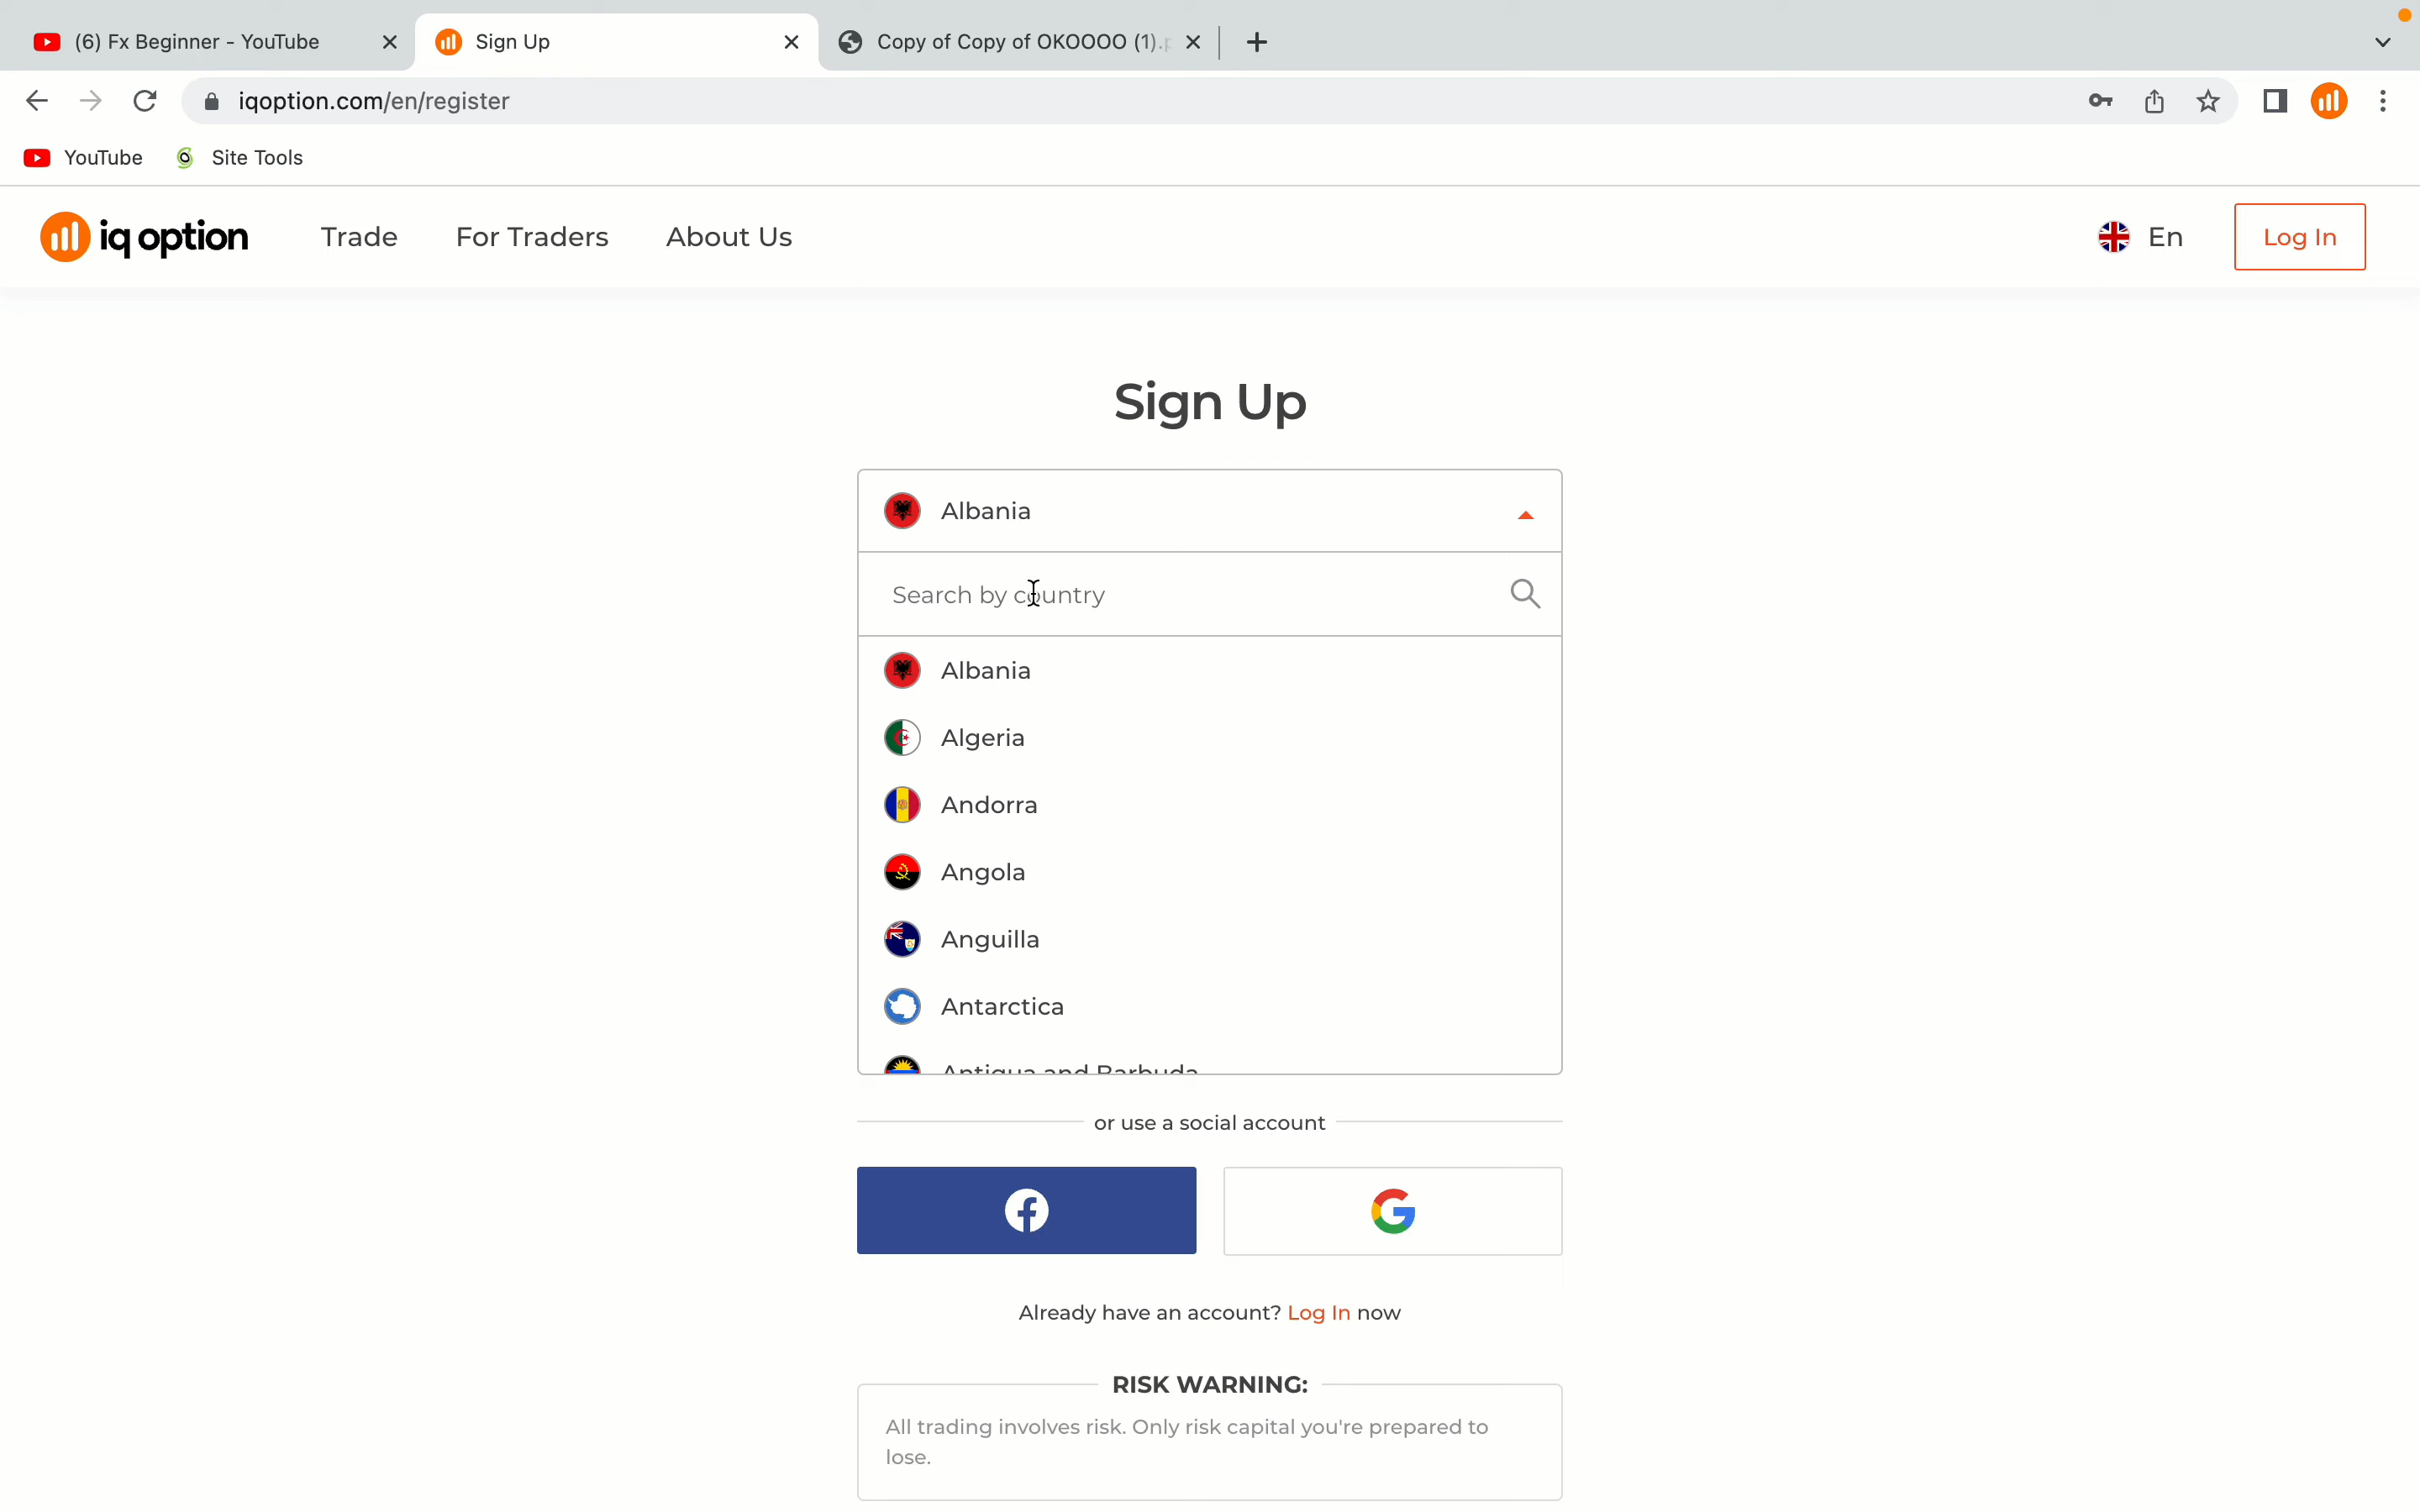 (6) Fx Beginner - YouTube
Sign Up
Copy of Copy of OKOOOO (1).p
iqoption.com/en/register
YouTube
Site Tools
iq option
Trade
For Traders
About Us
En
Log In
Sign Up
Albania
Search by country
Albania
Algeria
Andorra
Angola
Anguilla
Antarctica
Antigua and Barbuda
or use a social account
Already have an account? Log In now
RISK WARNING:
All trading involves risk. Only risk capital you're prepared to
lose.